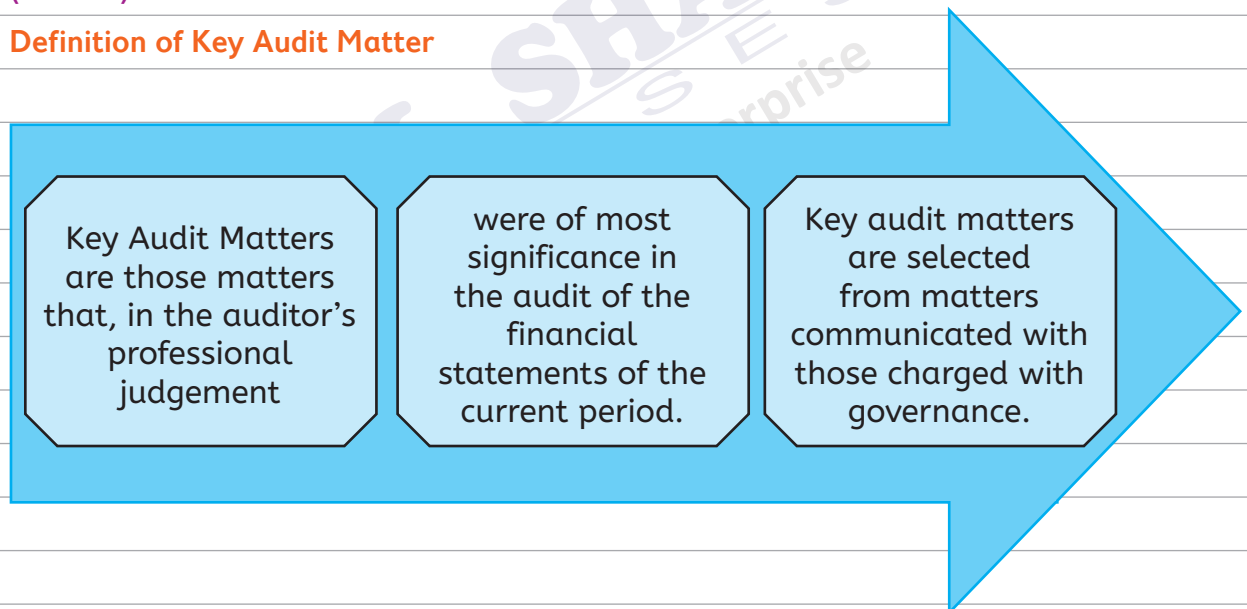 Definition of Key Audit Matter
Key Audit Matters
are those matters
that, in the auditor's
professional
judgement
were of most
significance in
the audit of the
financial
statements of the
current period.
Key audit matters
are selected
from matters
communicated with
those charged with
governance.